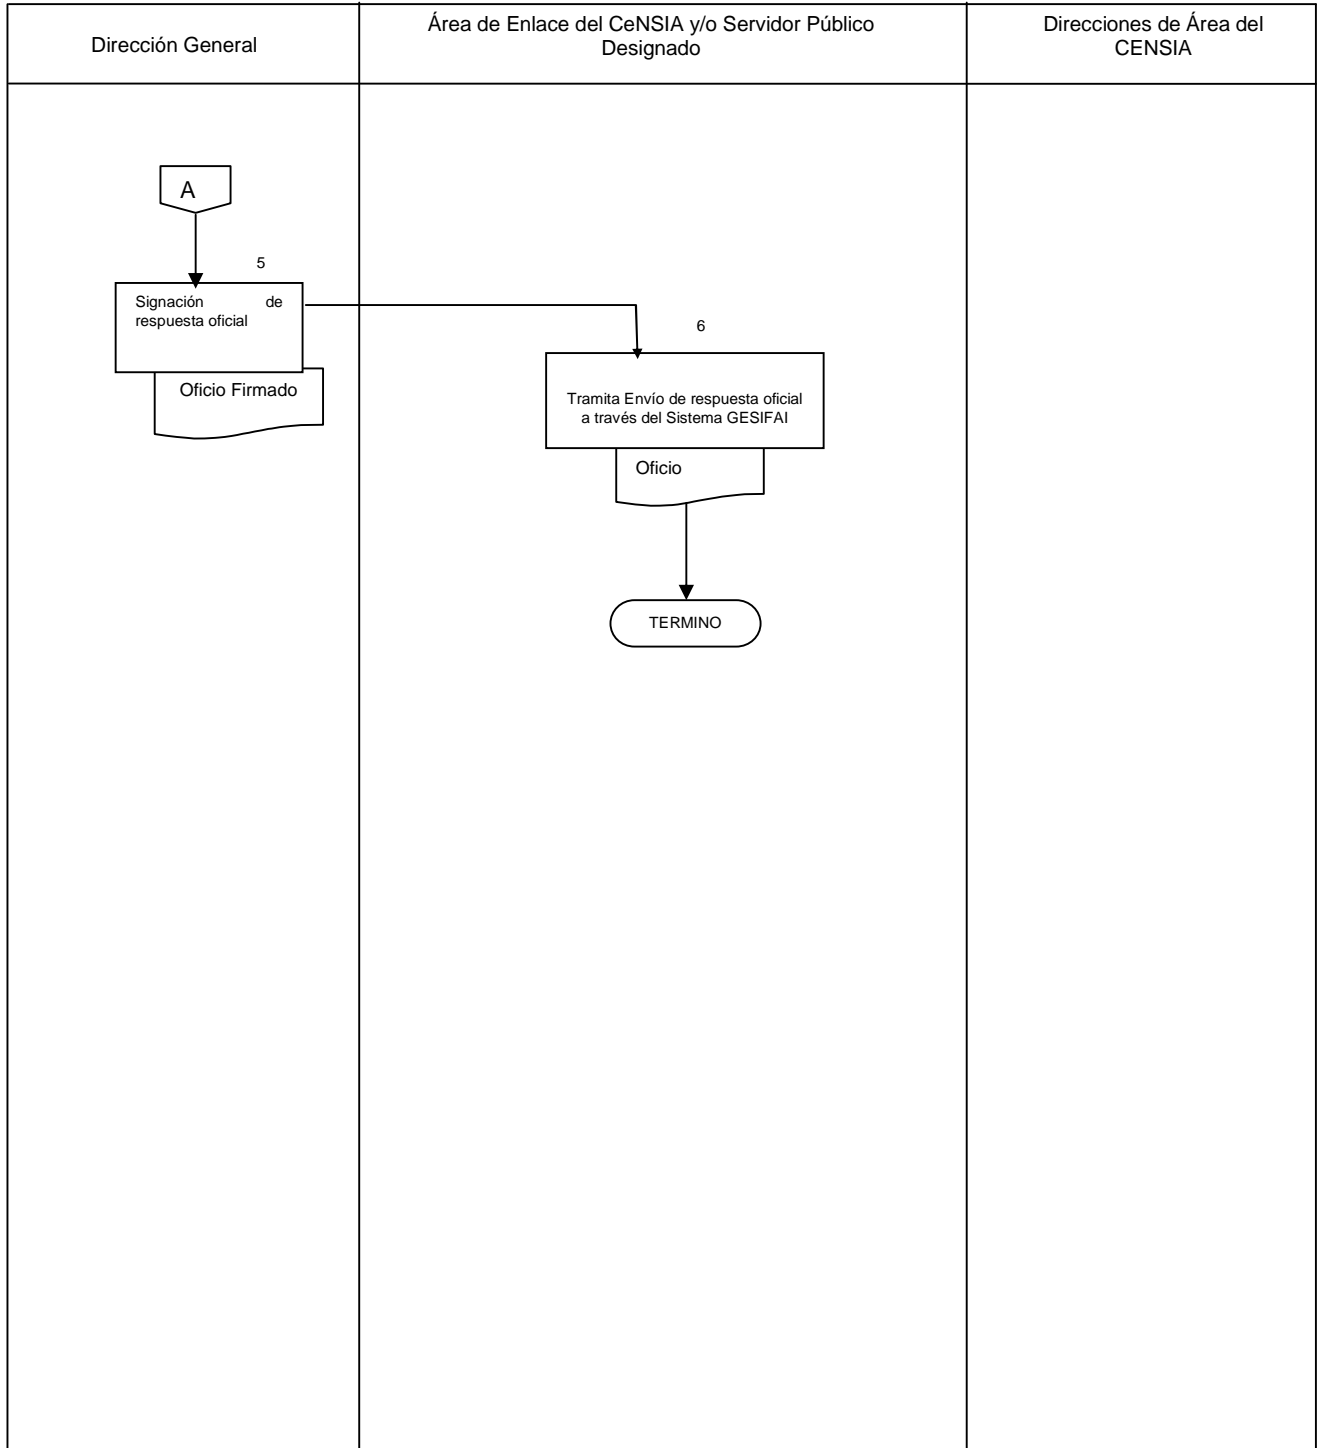 Dirección General
Área de Enlace del CeNSIA y/o Servidor Público
Designado
Direcciones de Área del
CENSIA
A
5
Signación de
respuesta oficial
Oficio Firmado
6
Tramita Envío de respuesta oficial
a través del Sistema GESIFAI
Oficio
TERMINO